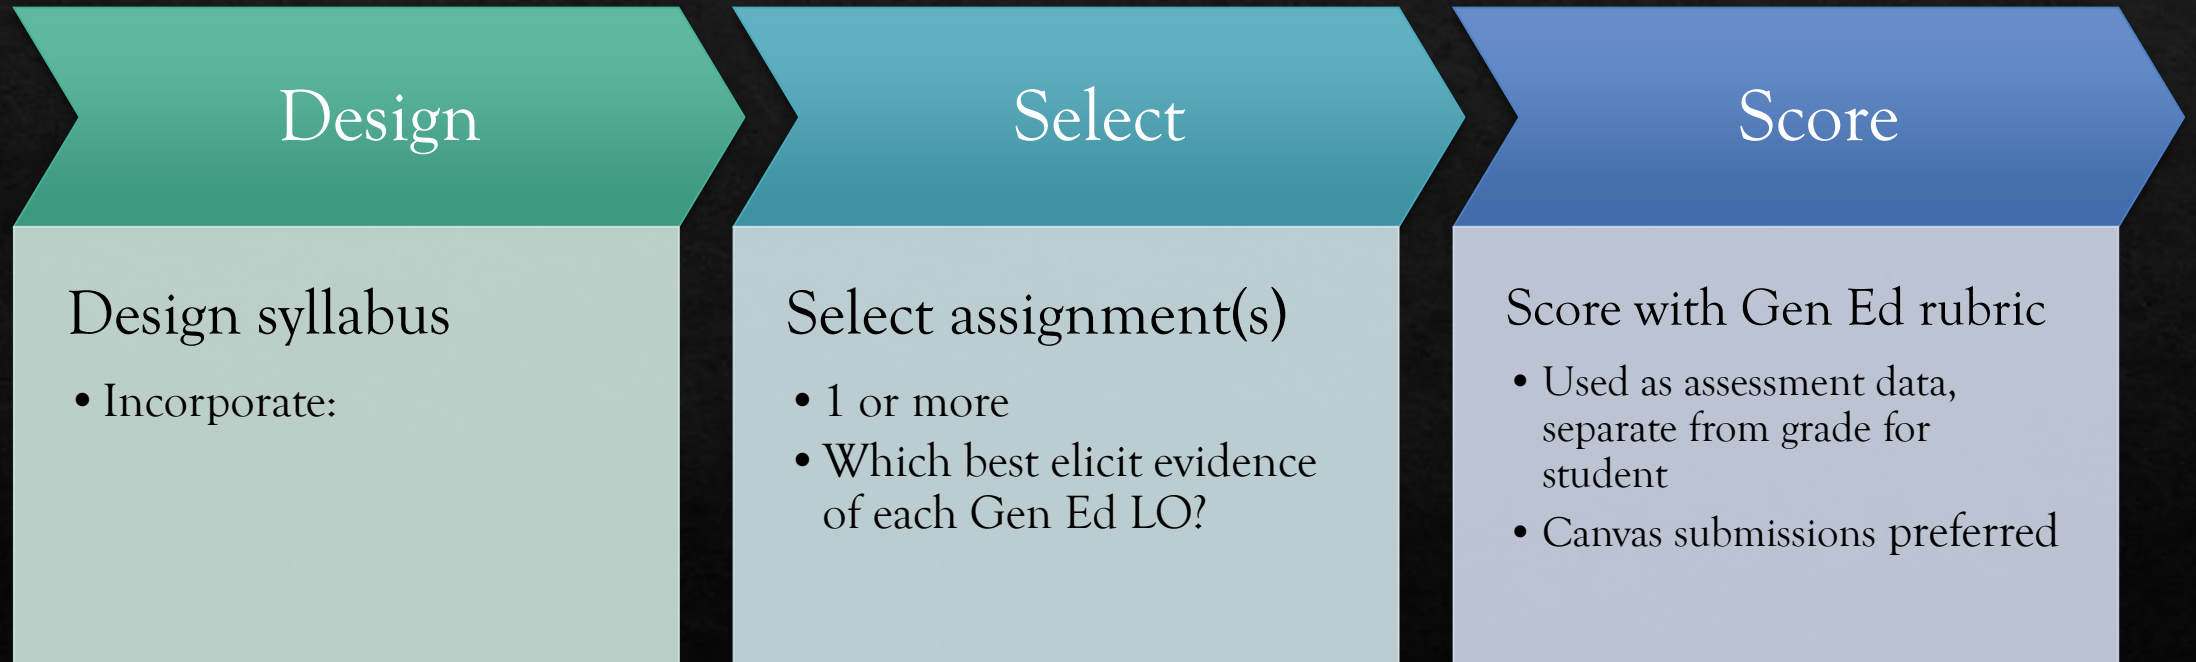 Design
Design syllabus
• Incorporate:
Select
Select assignment(s)
• 1 or more
• Which best elicit evidence
of each Gen Ed LO?
Score
Score with Gen Ed rubric
• Used as assessment data,
separate from grade for
student
• Canvas submissions preferred